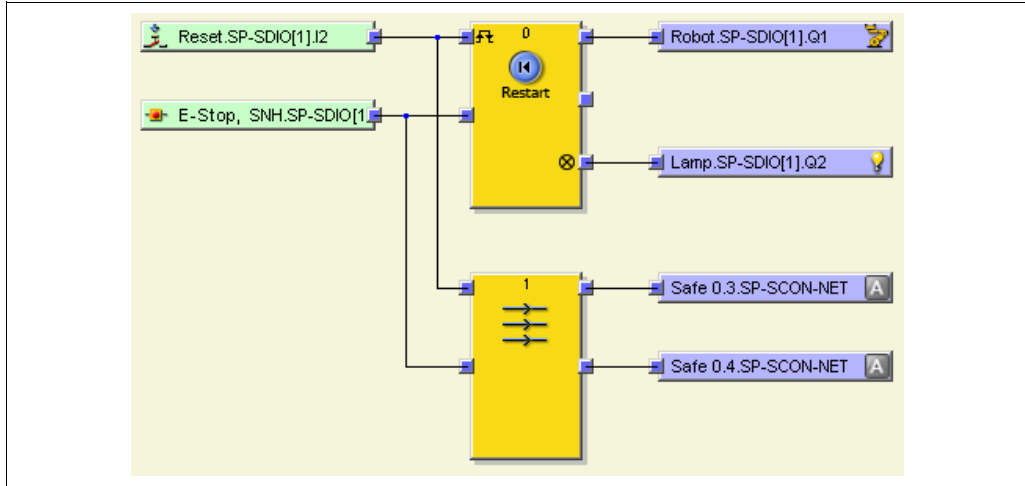 Reset.SP-SDIO[1].I2
0
Restart
Robot.SP-SDIO[1].Q1
E-Stop, SNH.SP-SDIO[1
Lamp.SP-SDIO[1].Q2
1
Safe 0.3.SP-SCON-NET
A
Safe 0.4.SP-SCON-NET
A